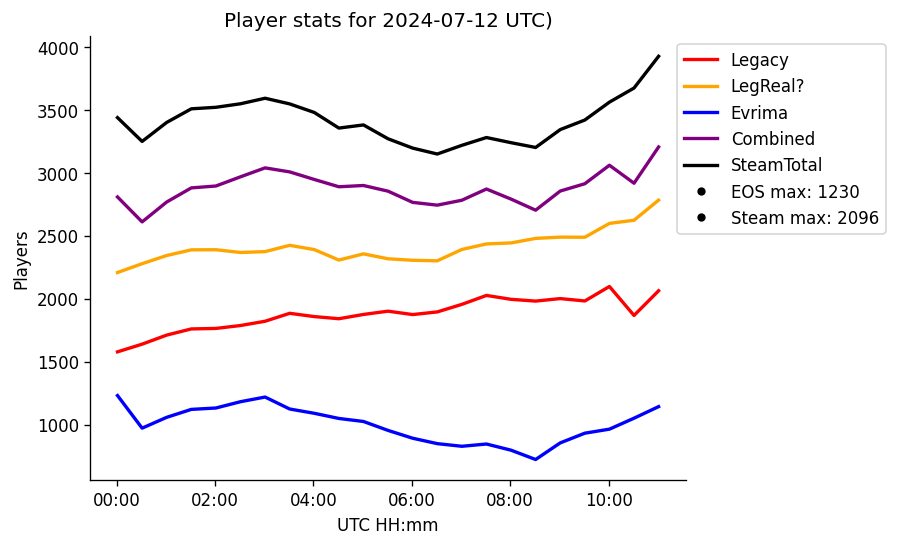 Player stats for 2024-07-12 UTC)
4000
3500
3000
2500
2000
1500
1000
Players
00:00
02:00
04:00
06:00
08:00
10:00
UTC HH:mm
Legacy
LegReal?
Evrima
Combined
SteamTotal
EOS max: 1230
Steam max: 2096